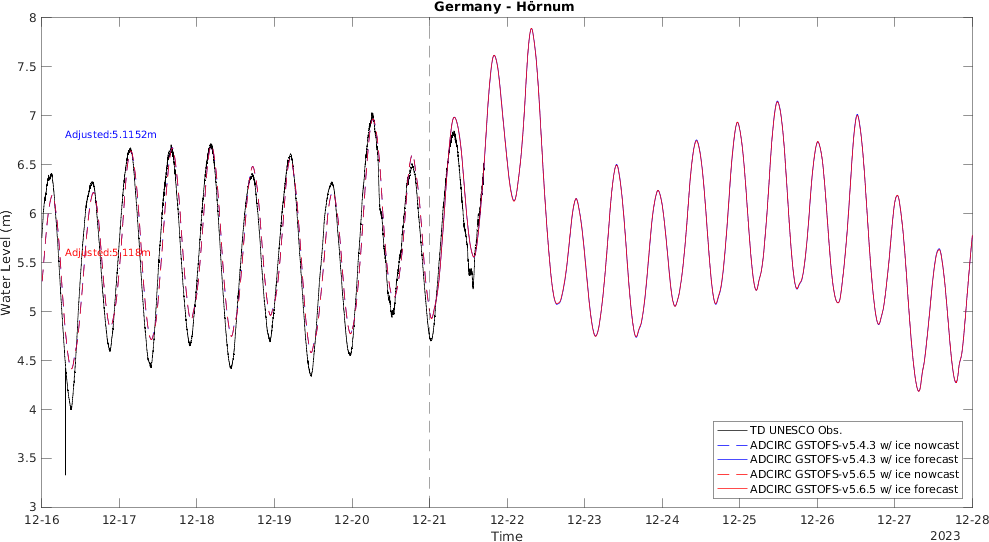 Germany - Hörnum
8
7.5
7
6.5
6
5.5
5
4.5
4
3.5
3
Water Level (m)
Adjusted:5.1152m
Adjusted:5.118m
TD UNESCO Obs.
ADCIRC GSTOFS-v5.4.3 w/ ice nowcast
ADCIRC GSTOFS-v5.4.3 w/ ice forecast
ADCIRC GSTOFS-v5.6.5 w/ ice nowcast
ADCIRC GSTOFS-v5.6.5 w/ ice forecast
12-16 12-17 12-18 12-19 12-20 12-21 12-22 12-23 12-24 12-25 12-26 12-27 12-28
Time
2023